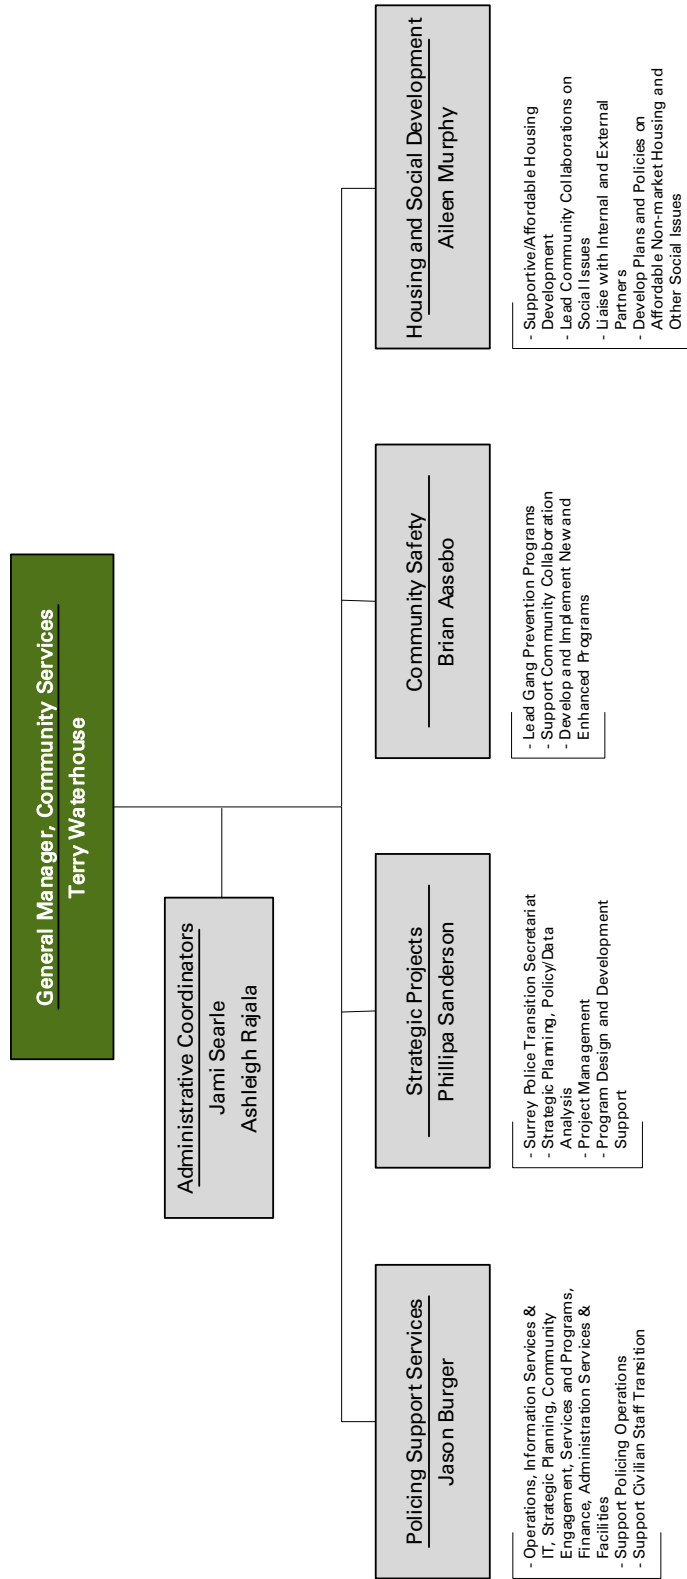 General Manager, Community Services
Terry Waterhouse
Administrative Coordinators
Jami Searle
Ashleigh Rajala
Policing Support Services
Jason Burger
- Operations, Information Services &
IT, Strategic Planning, Community
Engagement, Services and Programs,
Finance, Administration Services &
Facilities
- Support Policing Operations
- Support Civilian Staff Transition
Strategic Projects
Phillipa Sanderson
- Surrey Police Transition Secretariat
- Strategic Planning, Policy/Data
Analysis
- Project Management
- Program Design and Development
Support
Community Safety
Brian Aasebo
- Lead Gang Prevention Programs
- Support Community Collaboration
- Develop and Implement New and
Enhanced Programs
Housing and Social Development
Aileen Murphy
- Supportive/Affordable Housing
Development
- Lead Community Collaborations on
Social Issues
- Liaise with Internal and External
Partners
- Develop Plans and Policies on
Affordable Non-market Housing and
Other Social Issues